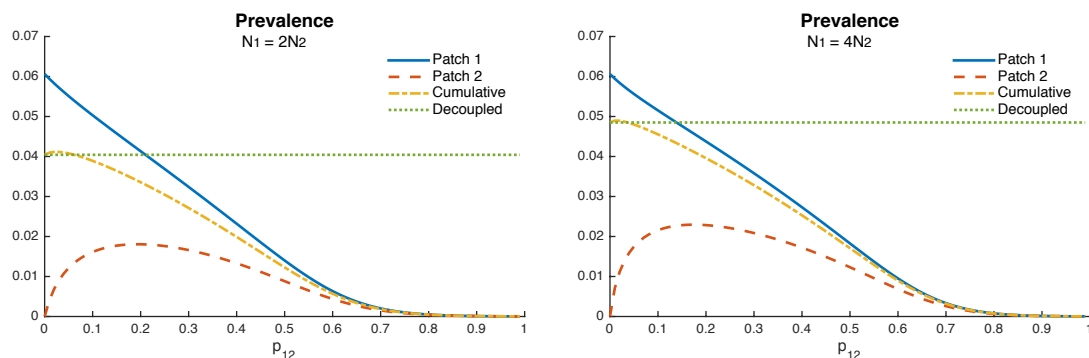 Prevalence
N1 = 2N2
0.07
0.06
0.05
0.04
0.03
0.02
0.01
0
Patch 1
Patch 2
Cumulative
Decoupled
0 0.1 0.2 0.3 0.4 0.5 0.6 0.7 0.8 0.9 1
p12
Prevalence
N1 = 4N2
0.07
0.06
0.05
0.04
0.03
0.02
0.01
0
Patch 1
Patch 2
Cumulative
Decoupled
0 0.1 0.2 0.3 0.4 0.5 0.6 0.7 0.8 0.9 1
p12